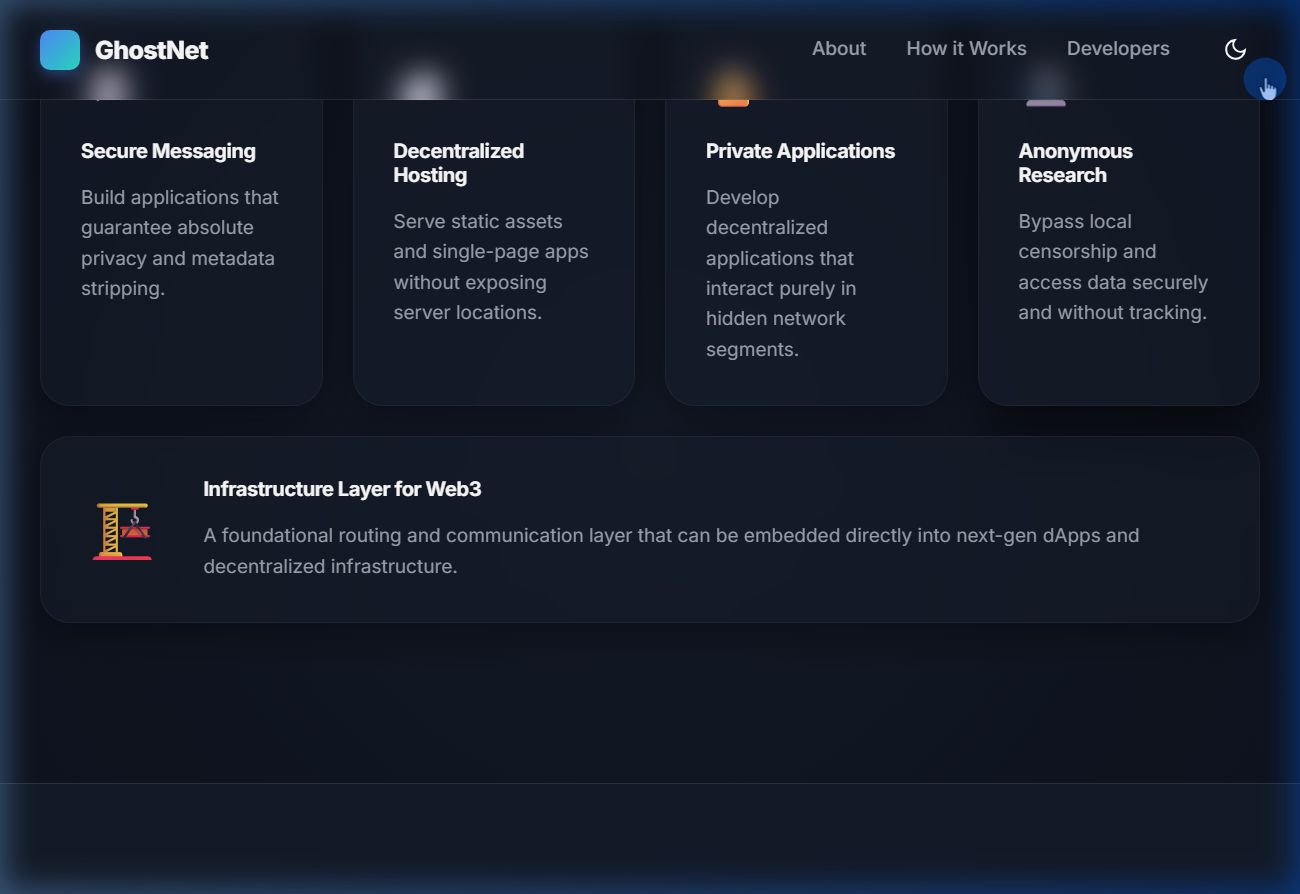 GhostNet
About
How it Works
Developers
Secure Messaging
Build applications that
guarantee absolute
privacy and metadata
stripping.
Decentralized
Hosting
Serve static assets
and single-page apps
without exposing
server locations.
Private Applications
Develop
decentralized
applications that
interact purely in
hidden network
segments.
Anonymous
Research
Bypass local
censorship and
access data securely
and without tracking.
Infrastructure Layer for Web3
A foundational routing and communication layer that can be embedded directly into next-gen dApps and
decentralized infrastructure.